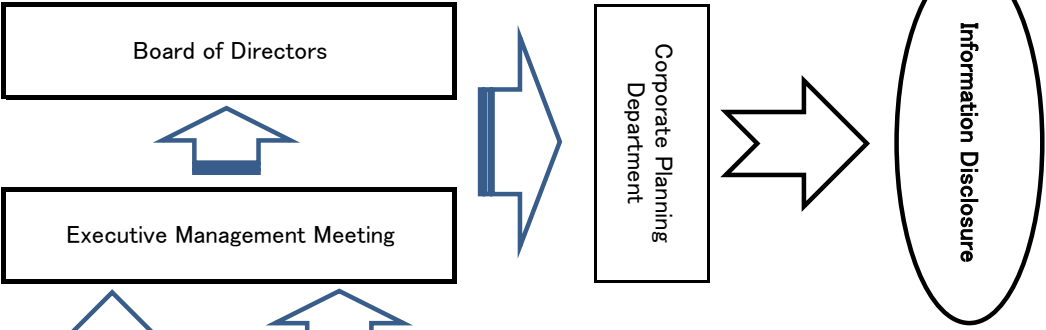 Board of Directors
Executive Management Meeting
Corporate Planning
Department
Information Disclosure